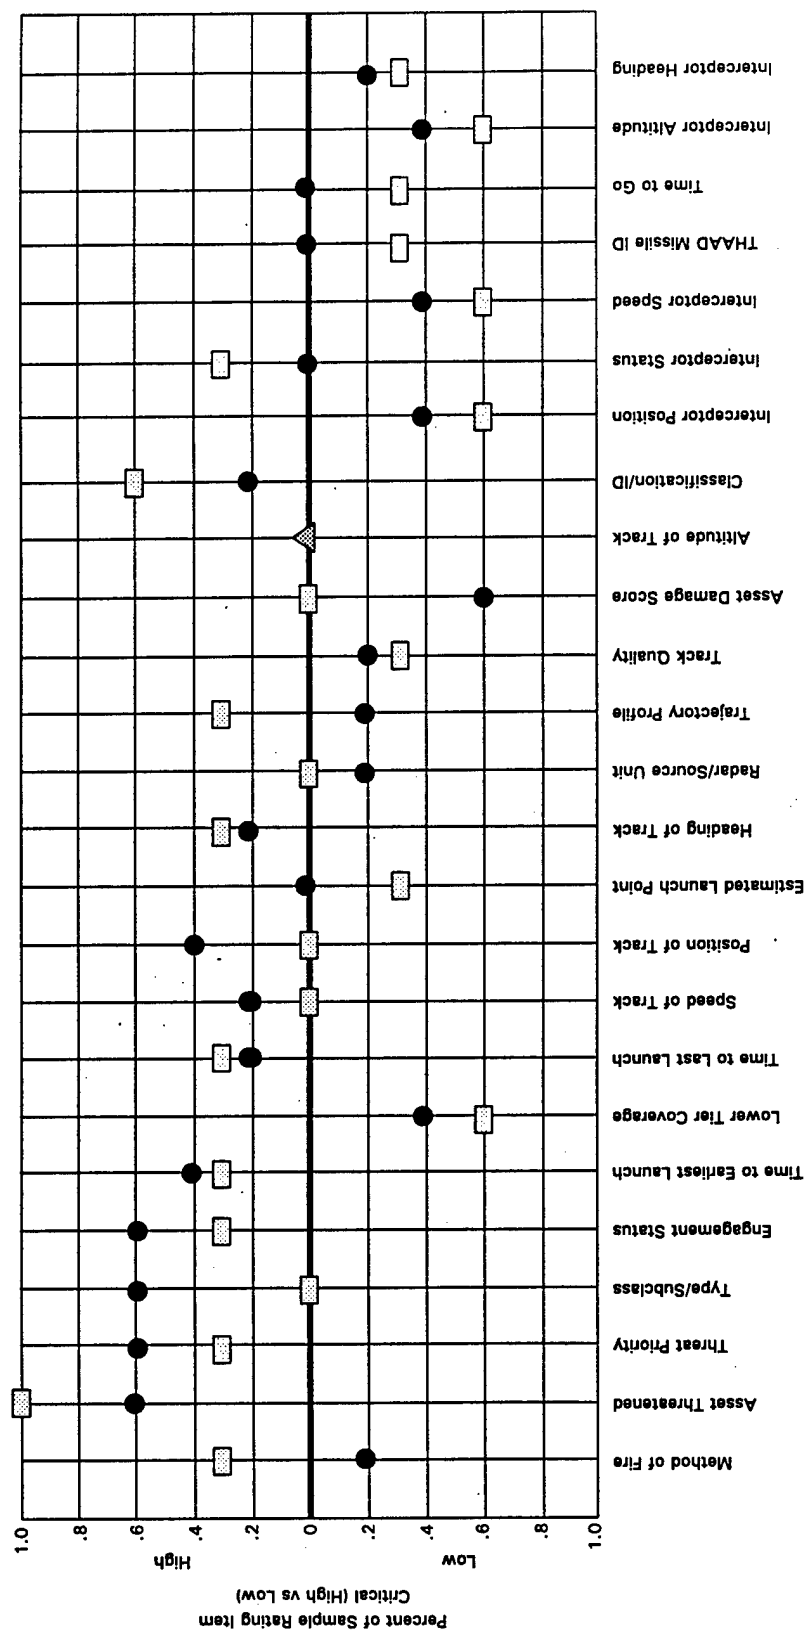 Percent of Sample Rating Item
Critical (High vs Low)
High
Low
1.0
.8
.6
.4
.2
0
.2
.4
.6
.8
1.0
Method of Fire
Asset Threatened
Threat Priority
Type/Subclass
Engagement Status
Time to Earliest Launch
Lower Tier Coverage
Time to Last Launch
Speed of Track
Position of Track
Estimated Launch Point
Heading of Track
Radar/Source Unit
Trajectory Profile
Track Quality
Asset Damage Score
Altitude of Track
Classification/ID
Interceptor Position
Interceptor Status
Interceptor Speed
THAAD Missile ID
Time to Go
Interceptor Altitude
Interceptor Heading